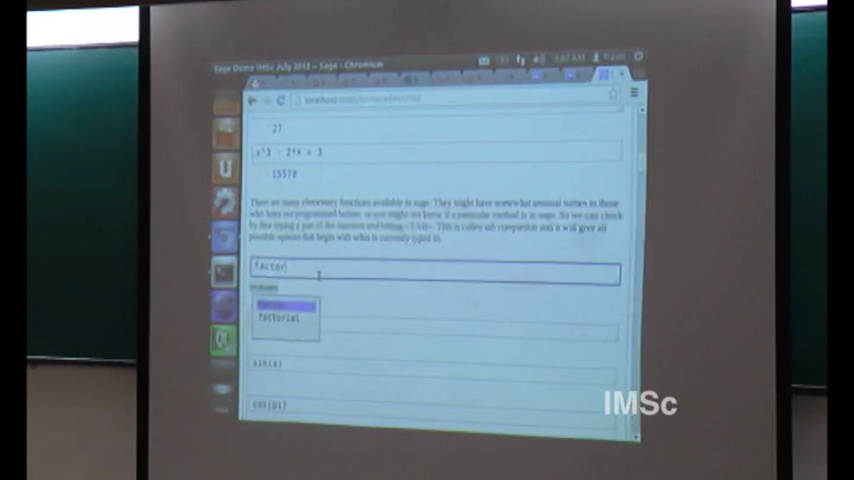 Sage Demo IMSc July 2013 -- Sage - Chromium
27
x^3 - 2*x + 3
15578
There are many elementary functions available in sage. They might have somewhat unusual names to those
who have programmed before, so you might not know if a particular method is in sage. So we can check
by typing a part of the function and hitting <TAB>. This is called tab completion and it will give all
possible options that begin with what is currently typed in.
factor
evaluate
factor
factorial
sin(x)
cos(pi)
IMSc